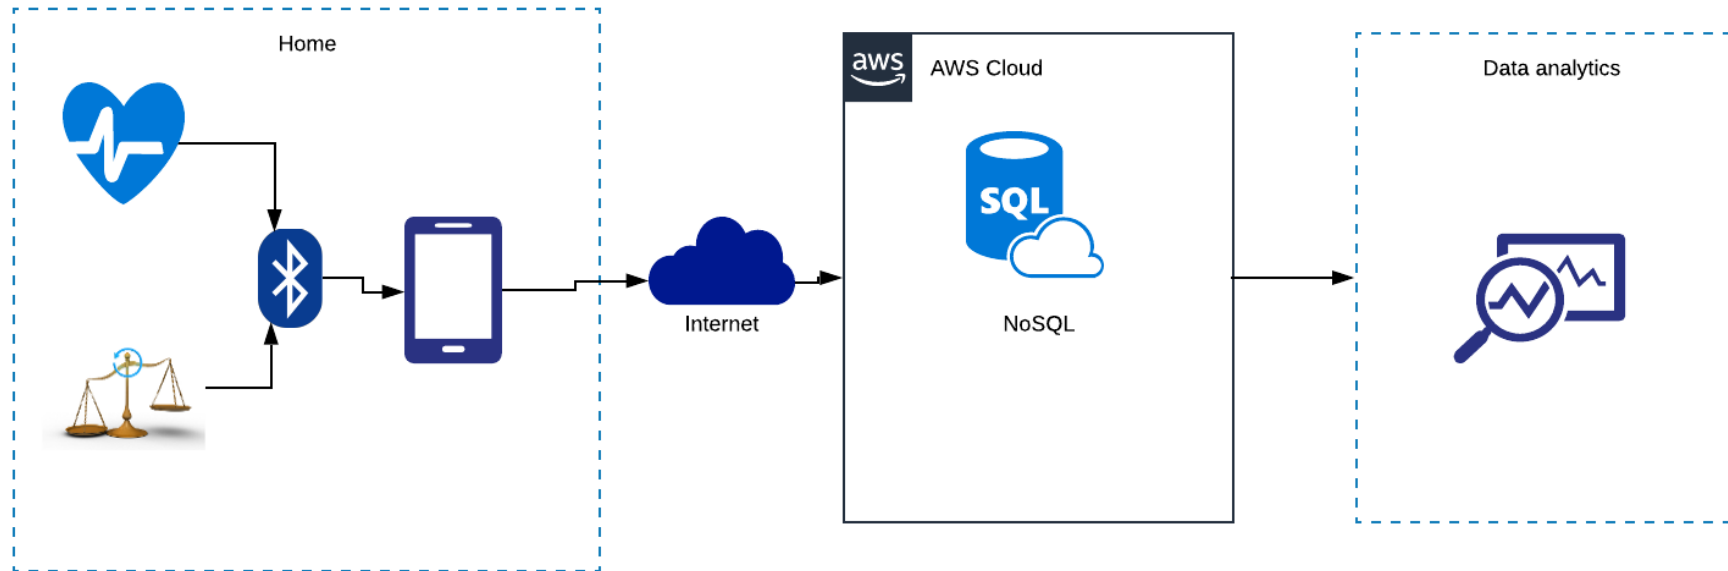 Home
aws
AWS Cloud
Data analytics
SQL
Internet
NoSQL